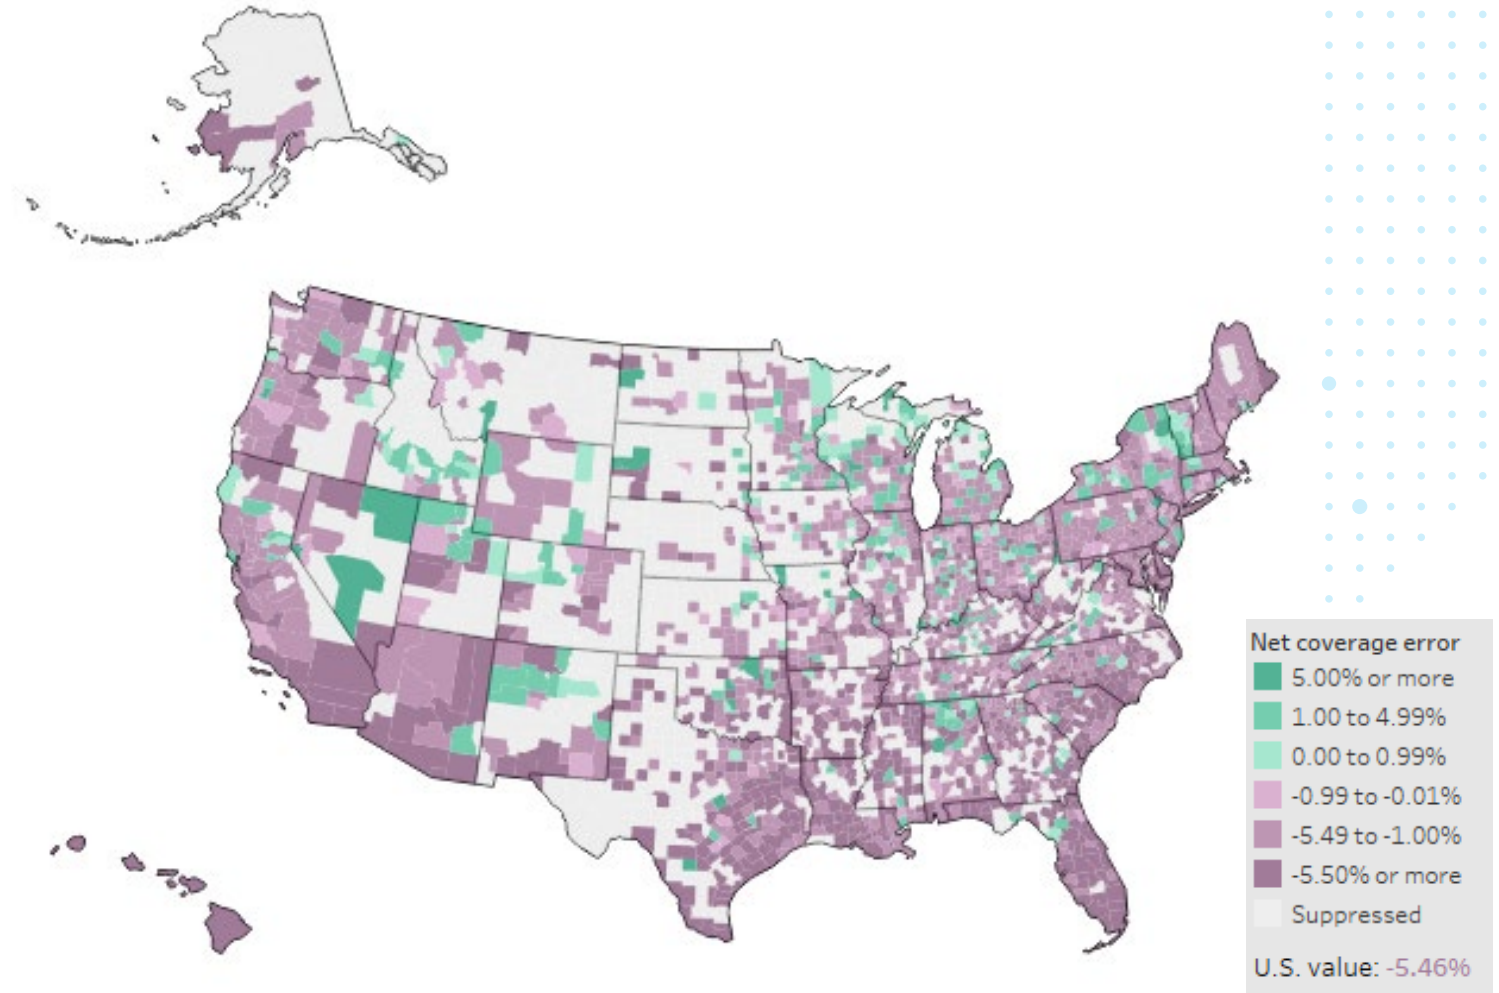 Net coverage error
5.00% or more
1.00 to 4.99%
0.00 to 0.99%
-0.99 to -0.01%
-5.49 to -1.00%
-5.50% or more
Suppressed
U.S. value: -5.46%